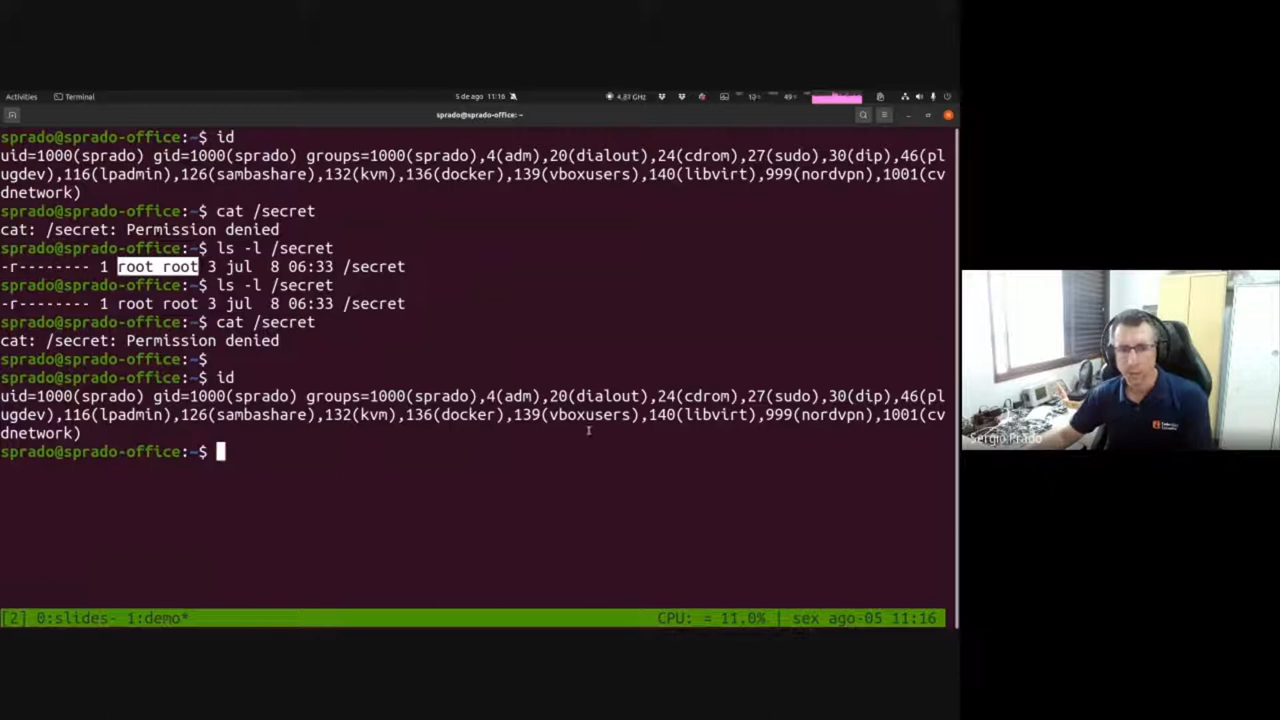 Activities Terminal 5 de ago 11:16 4,37 GHz
sprado@sprado-office: ~
sprado@sprado-office:~$ id
uid=1000(sprado) gid=1000(sprado) groups=1000(sprado),4(adm),20(dialout),24(cdrom),27(sudo),30(dip),46(pl
ugdev),116(lpadmin),126(sambashare),132(kvm),136(docker),139(vboxusers),140(libvirt),999(nordvpn),1001(cv
dnetwork)
sprado@sprado-office:~$ cat /secret
cat: /secret: Permission denied
sprado@sprado-office:~$ ls -l /secret
-r-------- 1 root root 3 jul  8 06:33 /secret
sprado@sprado-office:~$ ls -l /secret
-r-------- 1 root root 3 jul  8 06:33 /secret
sprado@sprado-office:~$ cat /secret
cat: /secret: Permission denied
sprado@sprado-office:~$
sprado@sprado-office:~$ id
uid=1000(sprado) gid=1000(sprado) groups=1000(sprado),4(adm),20(dialout),24(cdrom),27(sudo),30(dip),46(pl
ugdev),116(lpadmin),126(sambashare),132(kvm),136(docker),139(vboxusers),140(libvirt),999(nordvpn),1001(cv
dnetwork)
sprado@sprado-office:~$
[2] 0:slides- 1:demo* CPU: = 11.0% | sex ago-05 11:16
Sergio Prado